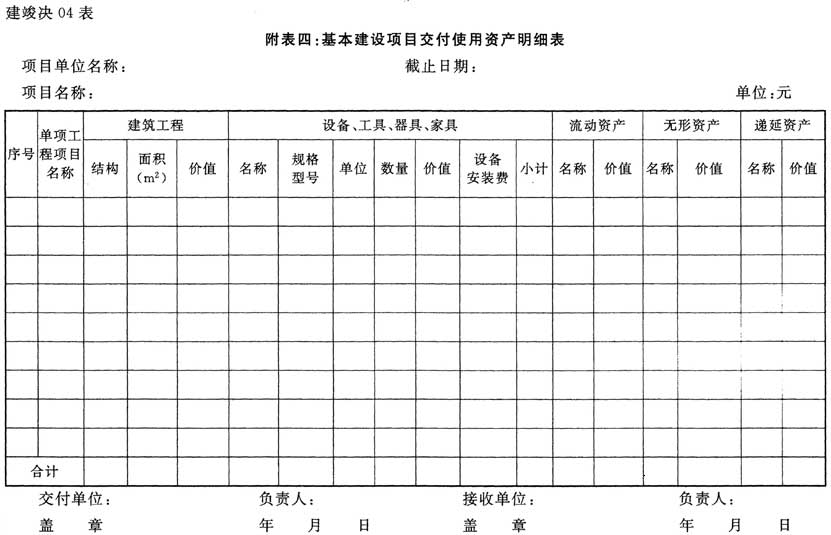 建竣决 04 表
附表四:基本建设项目交付使用资产明细表
项目单位名称: 截止日期:
项目名称: 单位:元
序号 单项工程项目名称 建筑工程 设备、工具、器具、家具 流动资产 无形资产 递延资产
结构 面积(m²) 价值 名称 规格型号 单位 数量 价值 设备安装费 小计 名称 价值 名称 价值 名称 价值
合计
交付单位: 负责人: 接收单位: 负责人:
盖 章 年 月 日 盖 章 年 月 日